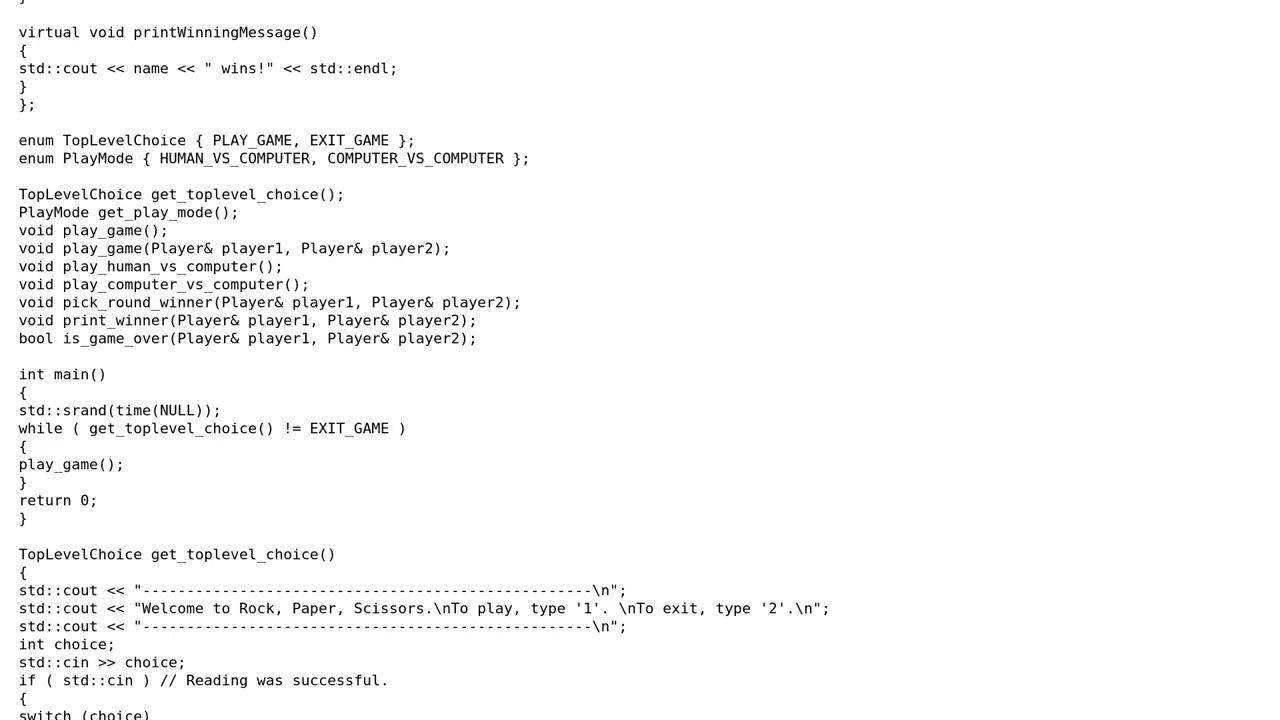 }
virtual void printWinningMessage()
{
std::cout << name << " wins!" << std::endl;
}
};
enum TopLevelChoice { PLAY_GAME, EXIT_GAME };
enum PlayMode { HUMAN_VS_COMPUTER, COMPUTER_VS_COMPUTER };
TopLevelChoice get_toplevel_choice();
PlayMode get_play_mode();
void play_game();
void play_game(Player& player1, Player& player2);
void play_human_vs_computer();
void play_computer_vs_computer();
void pick_round_winner(Player& player1, Player& player2);
void print_winner(Player& player1, Player& player2);
bool is_game_over(Player& player1, Player& player2);
int main()
{
std::srand(time(NULL));
while ( get_toplevel_choice() != EXIT_GAME )
{
play_game();
}
return 0;
}
TopLevelChoice get_toplevel_choice()
{
std::cout << "---------------------------------------------------\n";
std::cout << "Welcome to Rock, Paper, Scissors.\nTo play, type '1'. \nTo exit, type '2'.\n";
std::cout << "---------------------------------------------------\n";
int choice;
std::cin >> choice;
if ( std::cin ) // Reading was successful.
{
switch (choice)